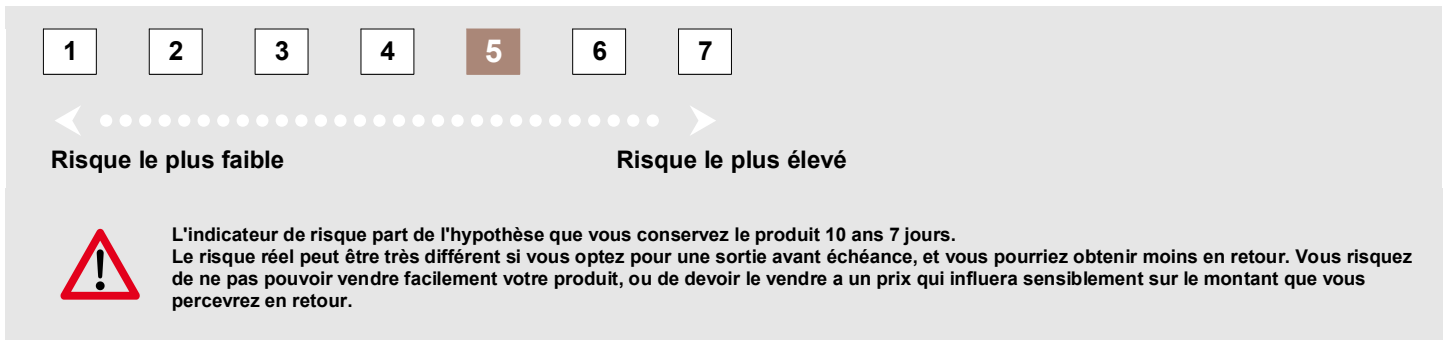 1 2 3 4 5 6 7
Risque le plus faible Risque le plus élevé
L'indicateur de risque part de l'hypothèse que vous conservez le produit 10 ans 7 jours.
Le risque réel peut être très différent si vous optez pour une sortie avant échéance, et vous pourriez obtenir moins en retour. Vous risquez
de ne pas pouvoir vendre facilement votre produit, ou de devoir le vendre a un prix qui influera sensiblement sur le montant que vous
percevrez en retour.